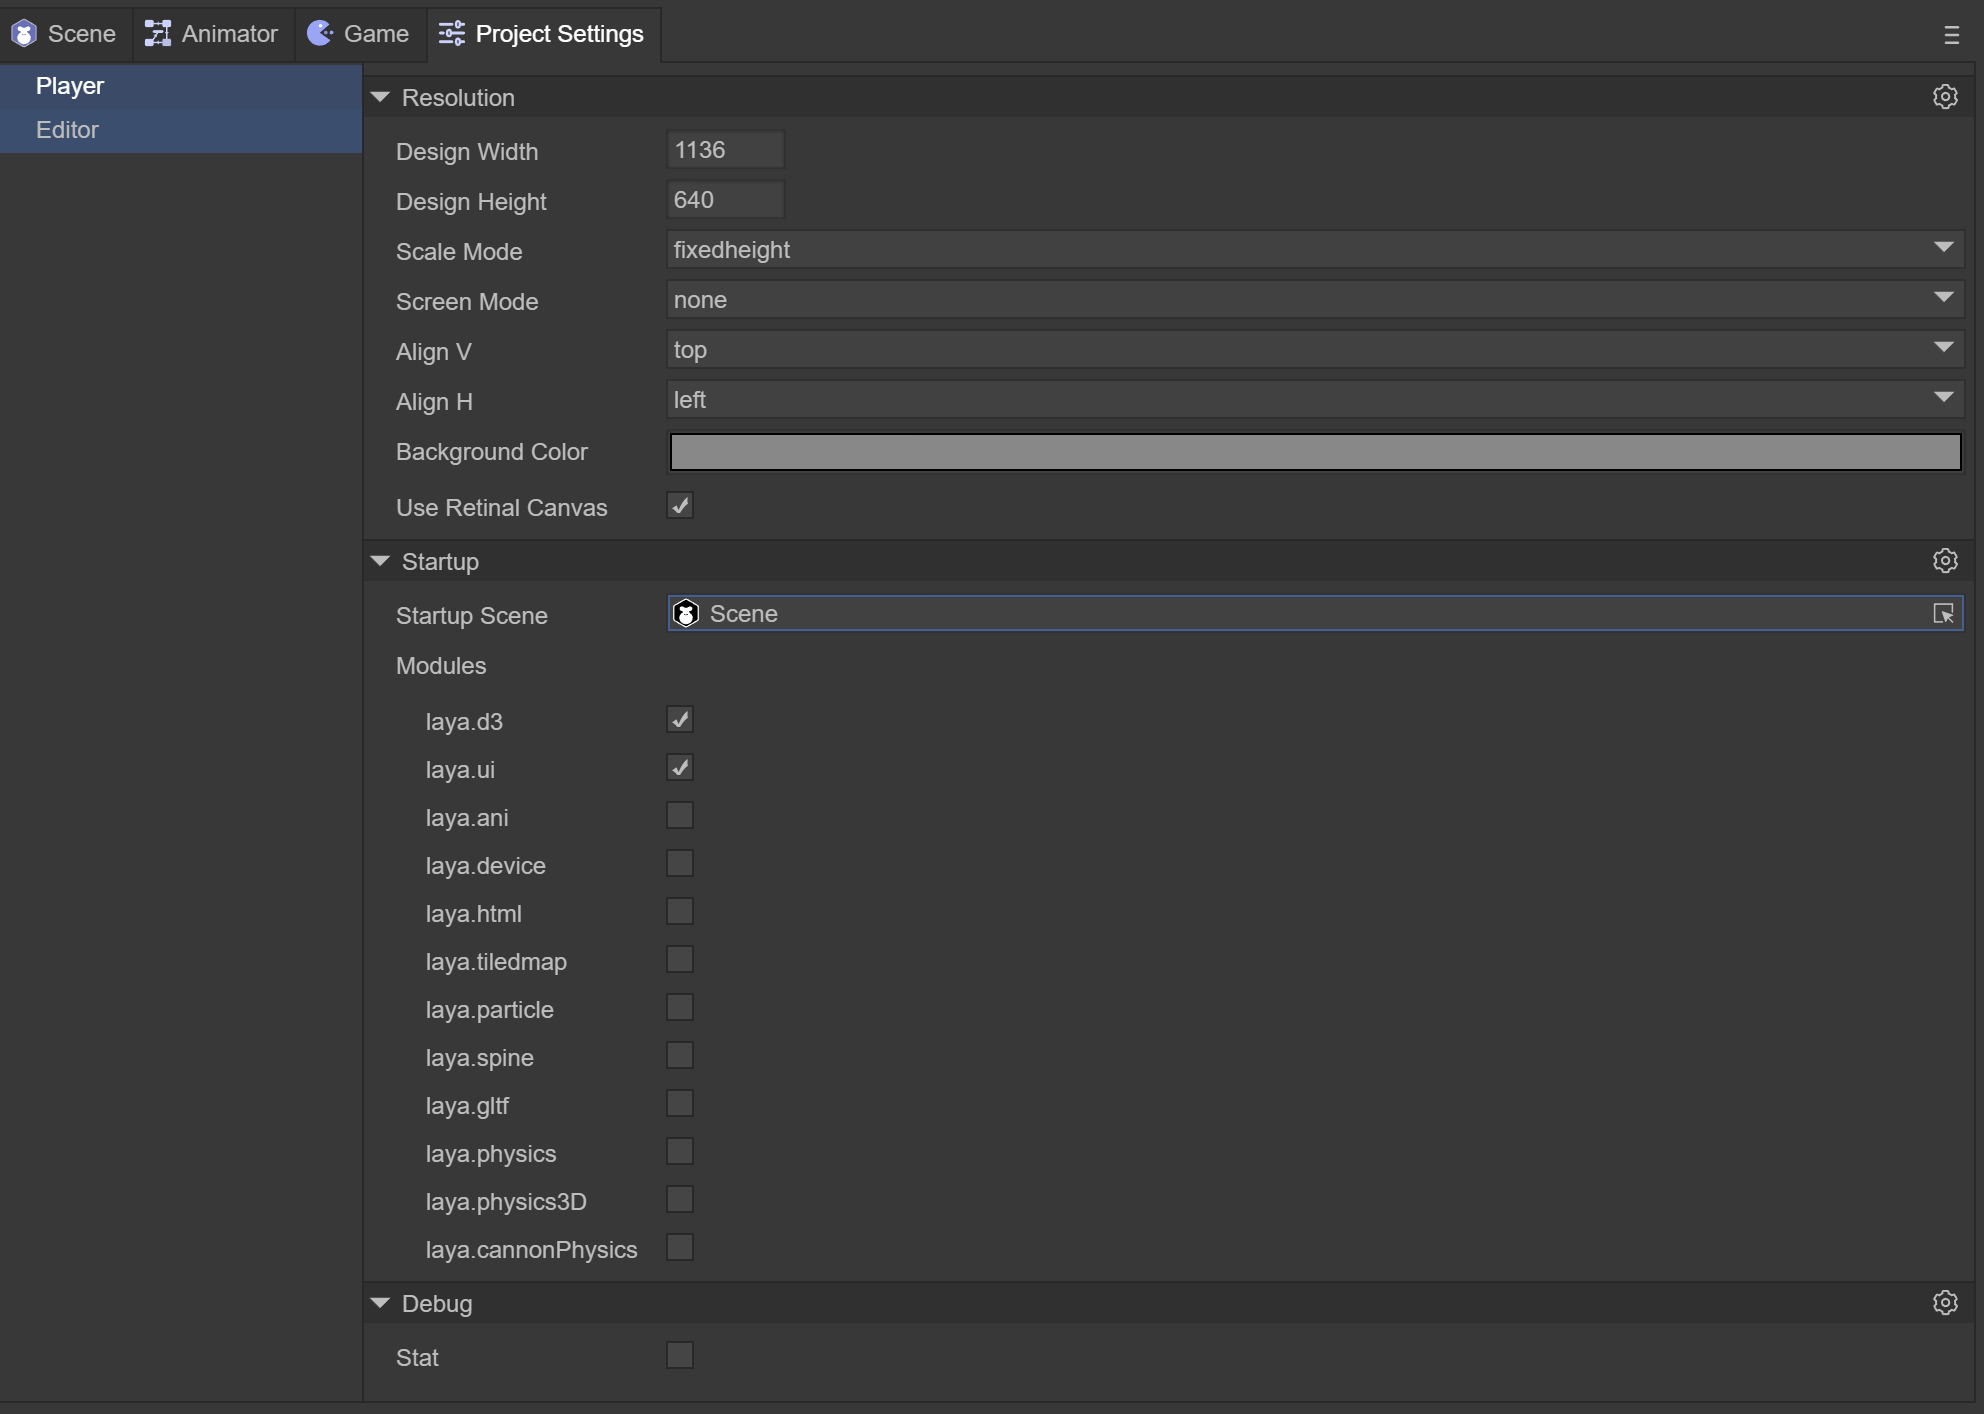 Scene Animator Game Project Settings
Player
Editor
Resolution
Design Width 1136
Design Height 640
Scale Mode fixedheight
Screen Mode none
Align V top
Align H left
Background Color
Use Retinal Canvas
Startup
Startup Scene Scene
Modules
laya.d3
laya.ui
laya.ani
laya.device
laya.html
laya.tiledmap
laya.particle
laya.spine
laya.gltf
laya.physics
laya.physics3D
laya.cannonPhysics
Debug
Stat